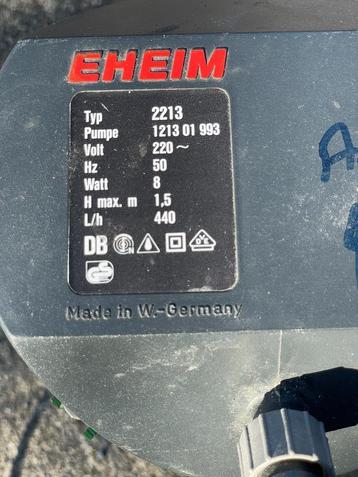 EHEIM
Typ 2213
Pumpe 1213 01 993
Volt 220~
Hz 50
Watt 8
H max. m 1,5
L/h 440
DB
Made in W.-Germany
A